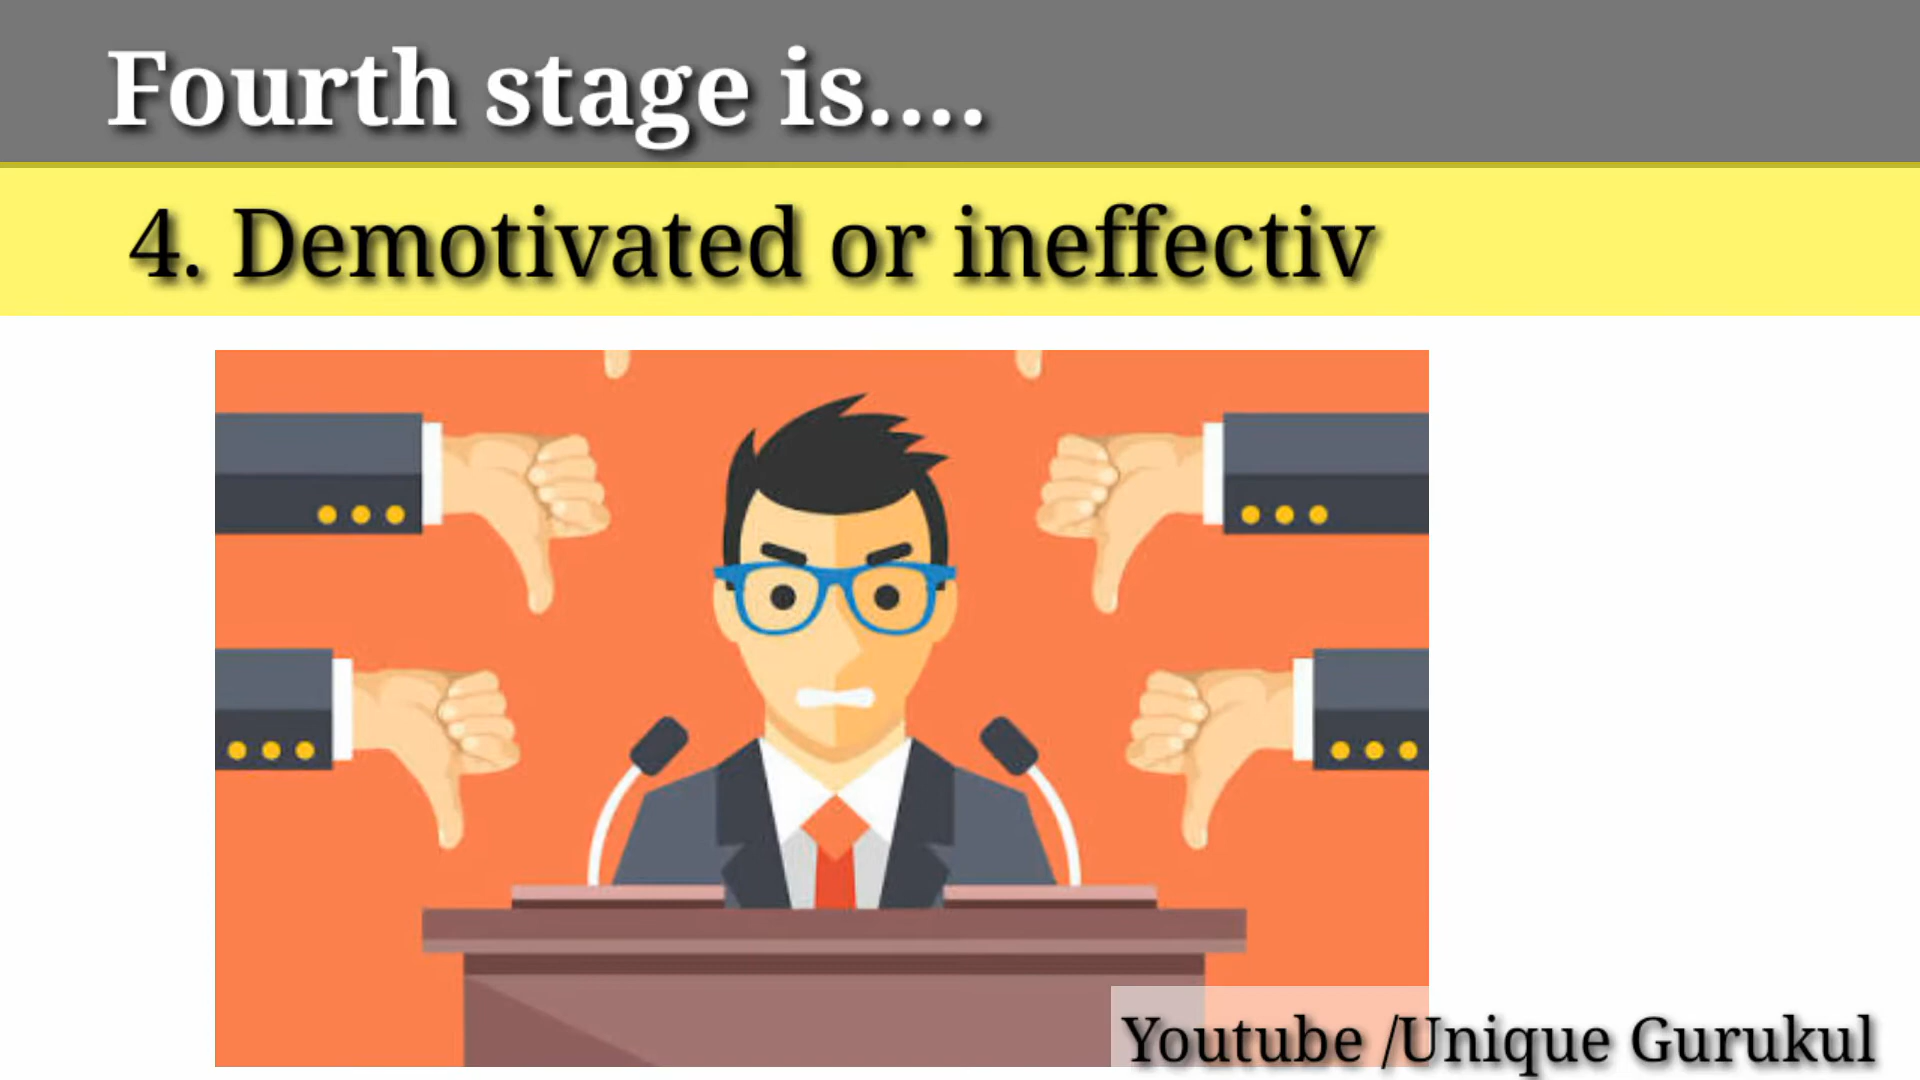 Fourth stage is....
4. Demotivated or ineffectiv
Youtube /Unique Gurukul